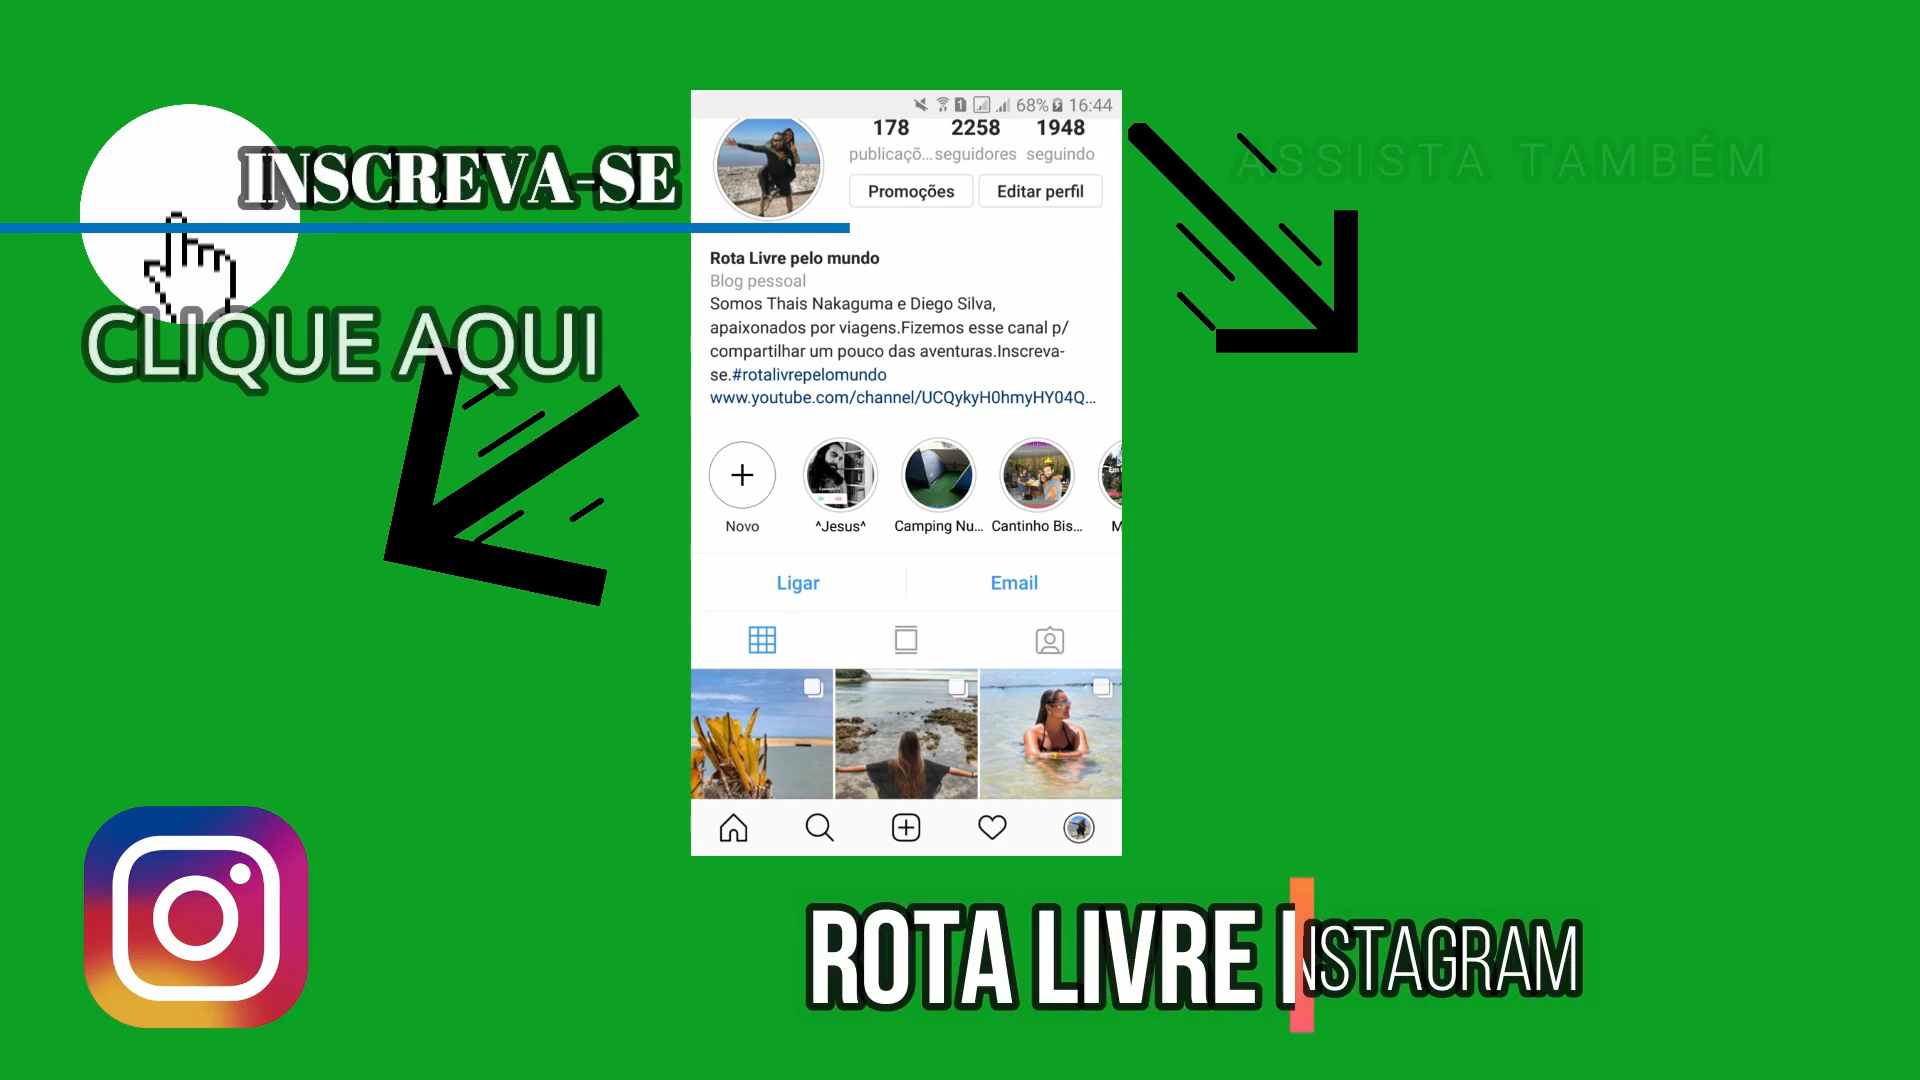 INSCREVA-SE
CLIQUE AQUI
1 68% 16:44
178 2258 1948
publicaçõ... seguidores seguindo
Promoções Editar perfil
Rota Livre pelo mundo
Blog pessoal
Somos Thais Nakaguma e Diego Silva,
apaixonados por viagens.Fizemos esse canal p/
compartilhar um pouco das aventuras.Inscreva-
se.#rotalivrepelomundo
www.youtube.com/channel/UCQykyH0hmyHY04Q...
Novo ^Jesus^ Camping Nu... Cantinho Bis... M
Ligar Email
ASSISTA TAMBÉM
ROTA LIVRE INSTAGRAM